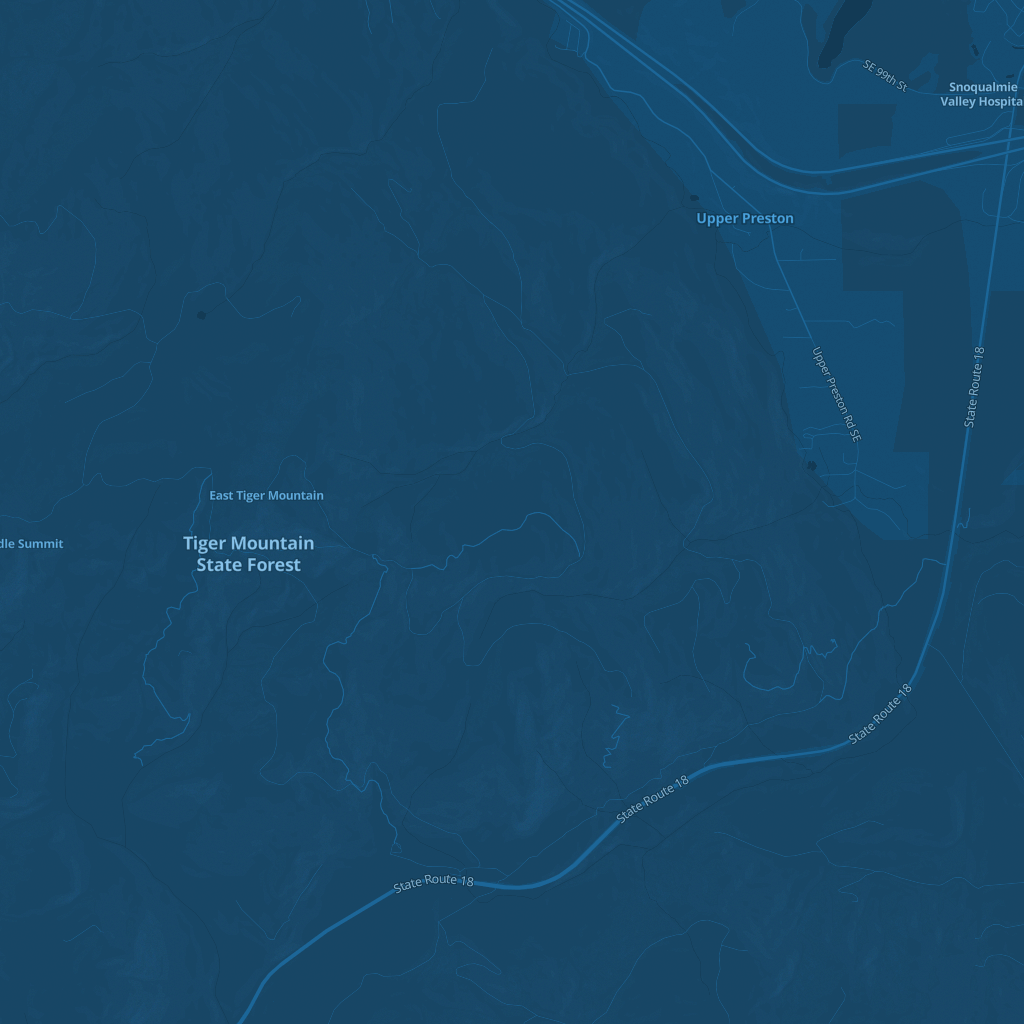 SE 99th St
Snoqualmie
Valley Hospita
Upper Preston
Upper Preston Rd SE
State Route 18
East Tiger Mountain
dle Summit
Tiger Mountain
State Forest
State Route 18
State Route 18
State Route 18